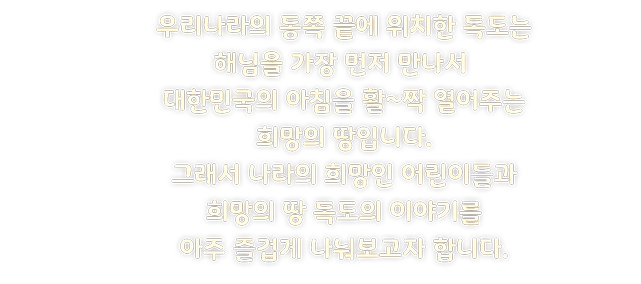 우리나라의 동쪽 끝에 위치한 독도는
해님을 가장 먼저 만나서
대한민국의 아침을 활~짝 열어주는
희망의 땅입니다.
그래서 나라의 희망인 어린이들과
희망의 땅 독도의 이야기를
아주 즐겁게 나눠보고자 합니다.